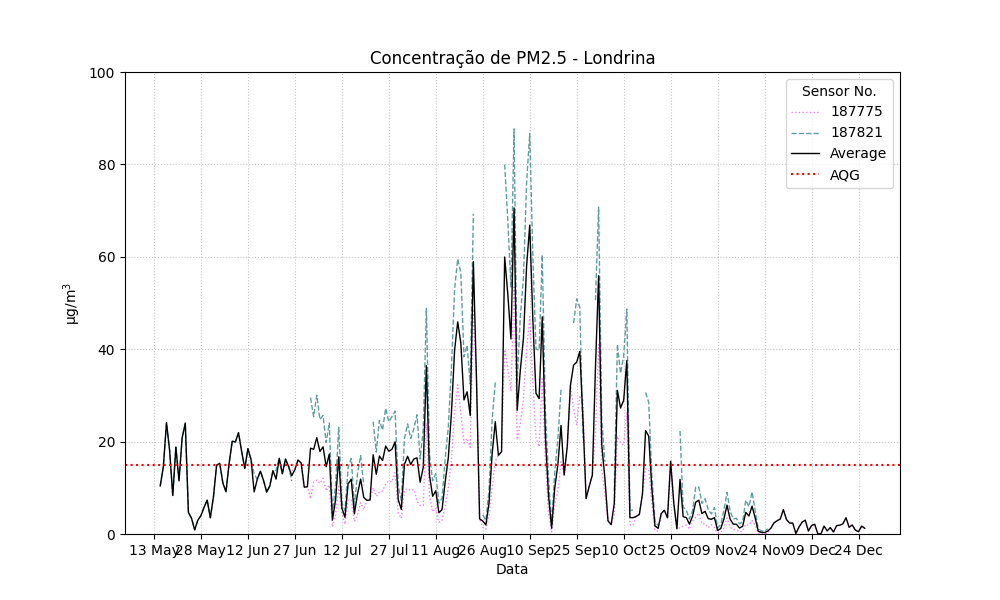 Concentração de PM2.5 - Londrina
Sensor No.
187775
187821
Average
AQG
100
80
60
40
20
0
µg/m³
13 May 28 May 12 Jun 27 Jun 12 Jul 27 Jul 11 Aug 26 Aug 10 Sep 25 Sep 10 Oct 25 Oct 09 Nov 24 Nov 09 Dec 24 Dec
Data